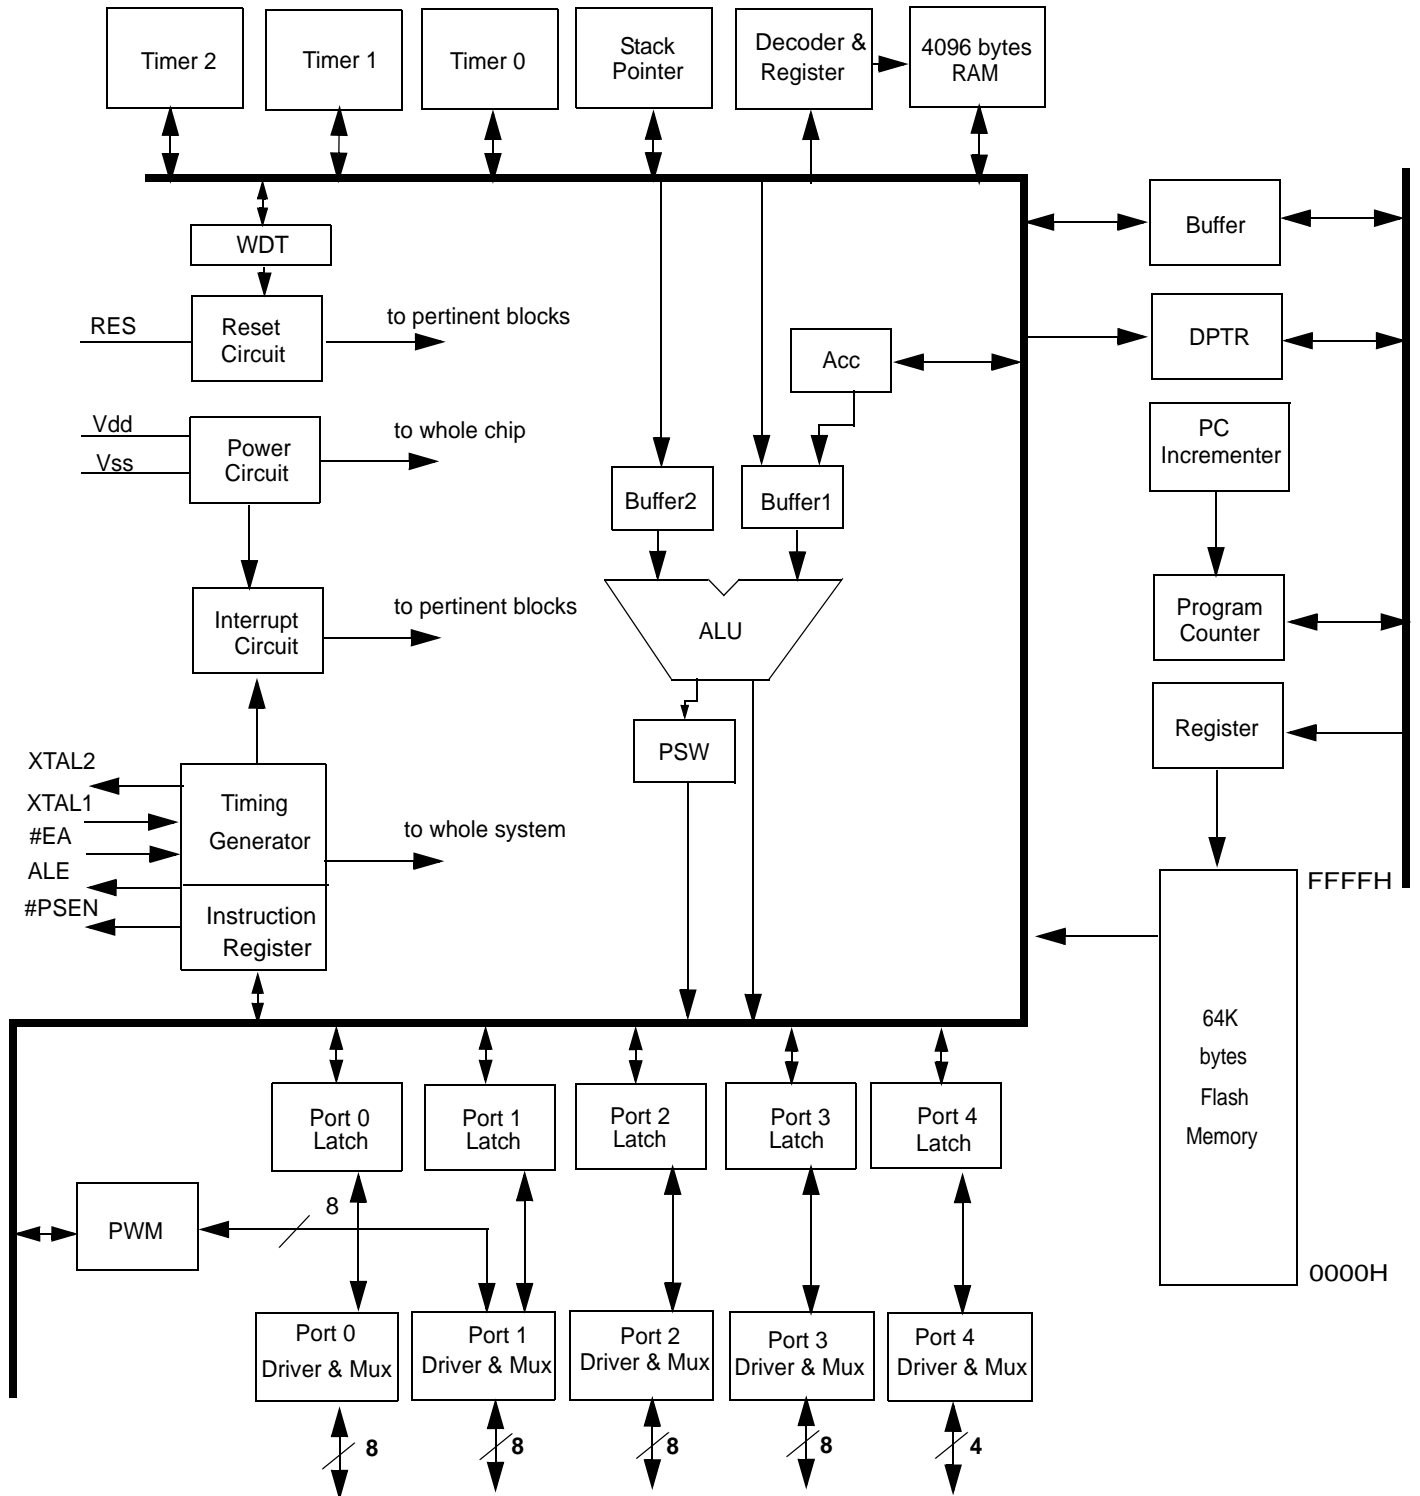 Timer 2
Timer 1
Timer 0
Stack
Pointer
Decoder &
Register
4096 bytes
RAM
WDT
Buffer
RES
Reset
Circuit
to pertinent blocks
Acc
DPTR
Vdd
Vss
Power
Circuit
to whole chip
PC
Incrementer
Buffer2
Buffer1
Interrupt
Circuit
to pertinent blocks
ALU
Program
Counter
PSW
Register
XTAL2
XTAL1
#EA
ALE
#PSEN
Timing
Generator
to whole system
Instruction
Register
FFFFH
64K
bytes
Flash
Memory
0000H
Port 0
Latch
Port 1
Latch
Port 2
Latch
Port 3
Latch
Port 4
Latch
PWM
8
Port 0
Driver & Mux
Port 1
Driver & Mux
Port 2
Driver & Mux
Port 3
Driver & Mux
Port 4
Driver & Mux
8
8
8
8
4